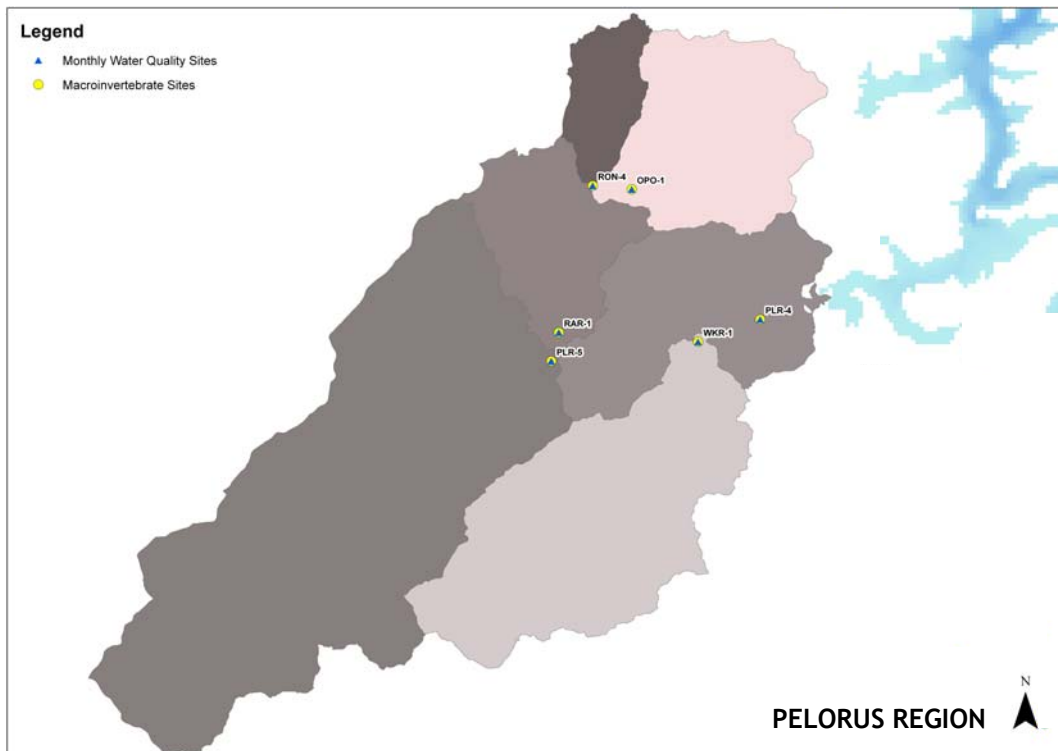 Legend
Monthly Water Quality Sites
Macroinvertebrate Sites
RON-4
OPO-1
PLR-4
RAR-1
WKR-1
PLR-5
N
PELORUS REGION